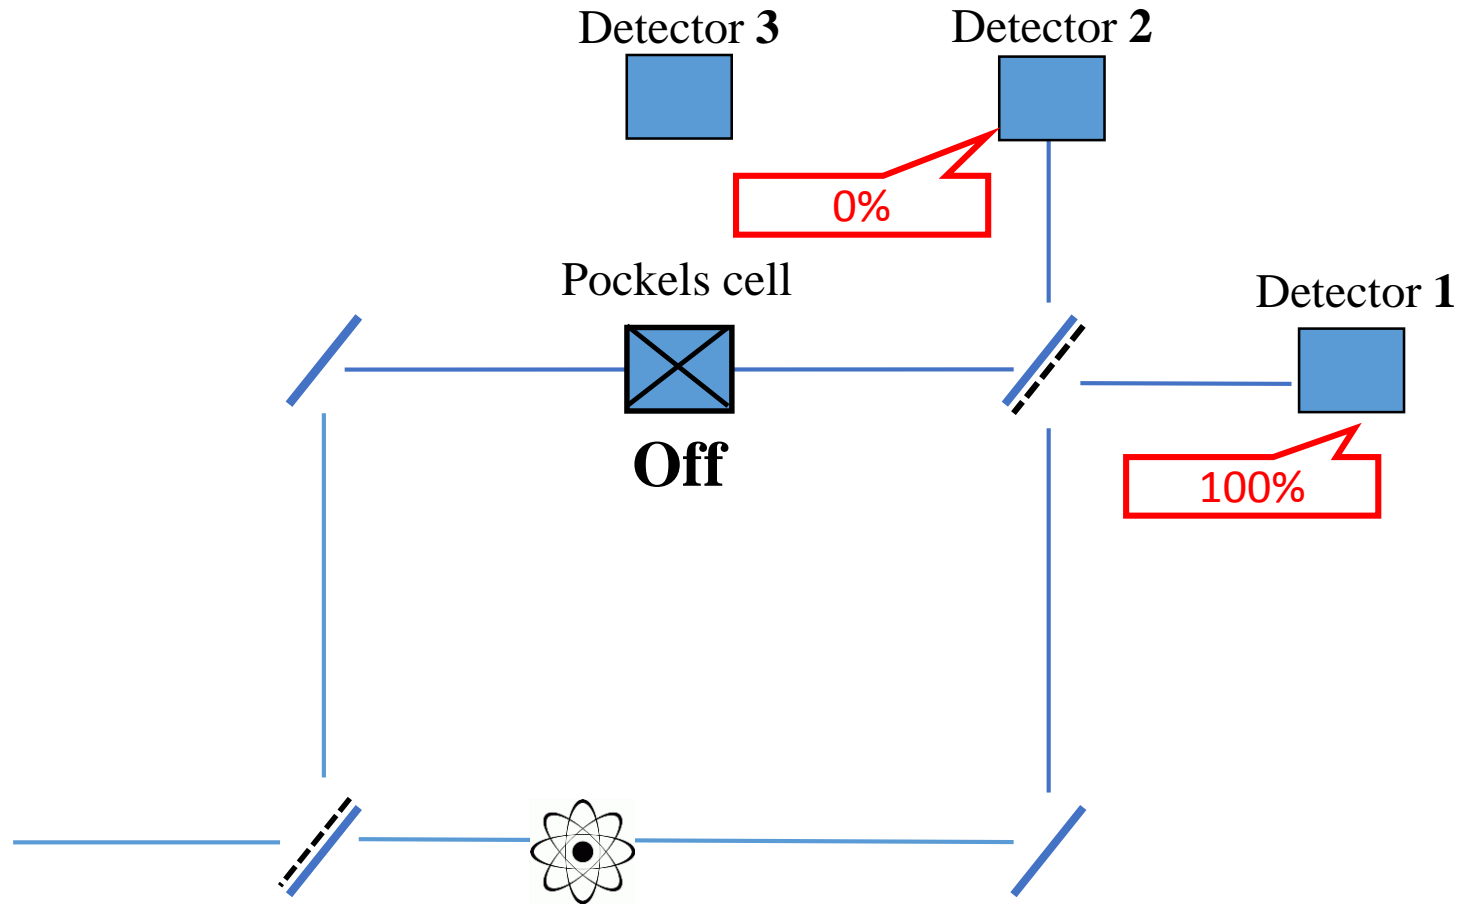 Detector 3
Detector 2
0%
Pockels cell
Detector 1
Off
100%